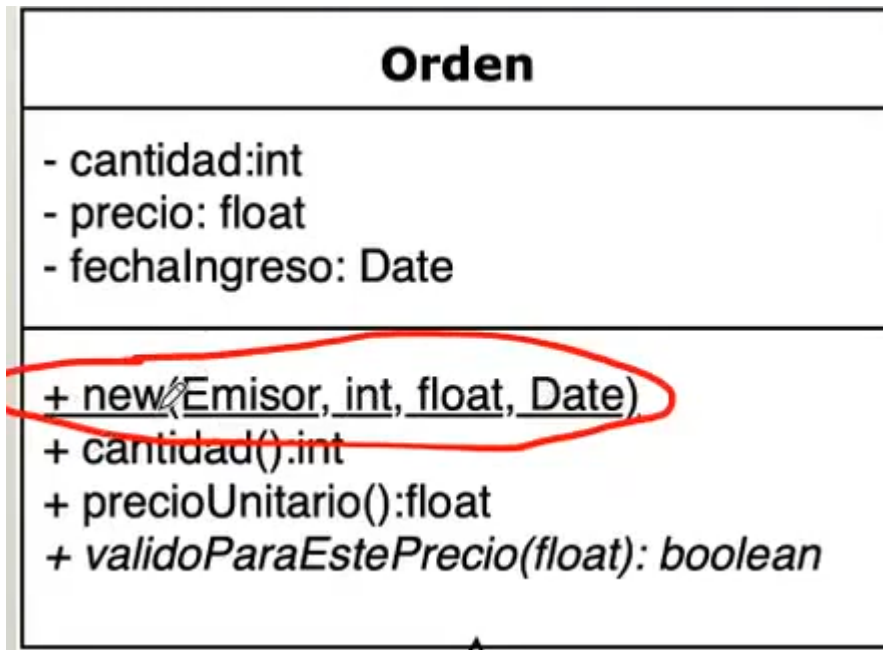 Orden
- cantidad:int
- precio: float
- fechaIngreso: Date
+ new(Emisor, int, float, Date)
+ cantidad():int
+ precioUnitario():float
+ validoParaEstePrecio(float): boolean